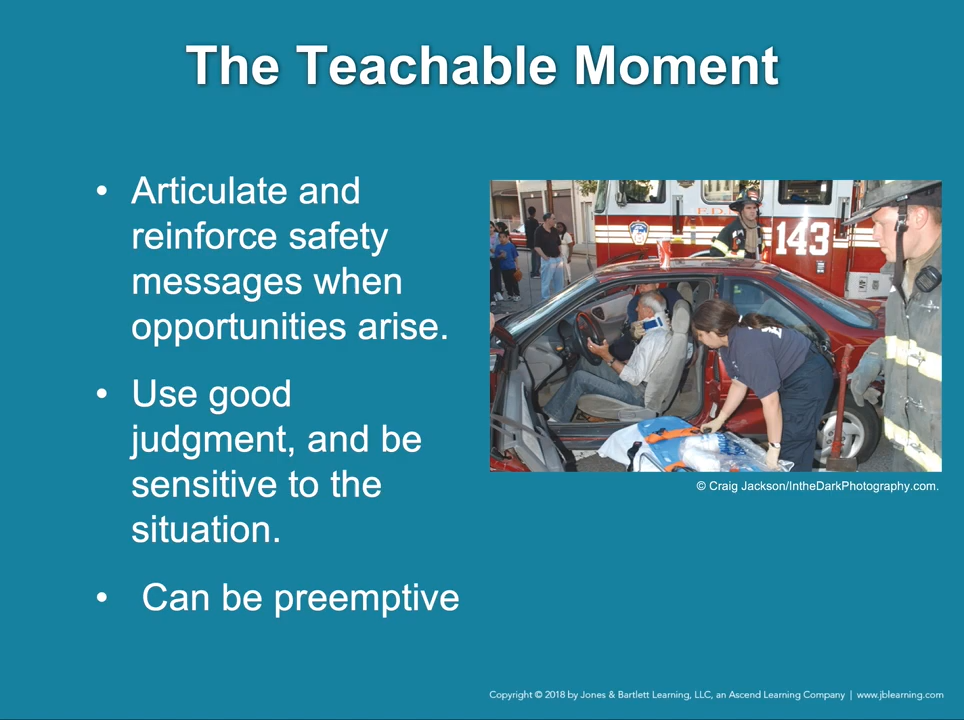 The Teachable Moment
• Articulate and
reinforce safety
messages when
opportunities arise.
• Use good
judgment, and be
sensitive to the
situation.
• Can be preemptive
143
© Craig Jackson/IntheDarkPhotography.com.
Copyright © 2018 by Jones & Bartlett Learning, LLC, an Ascend Learning Company | www.jblearning.com